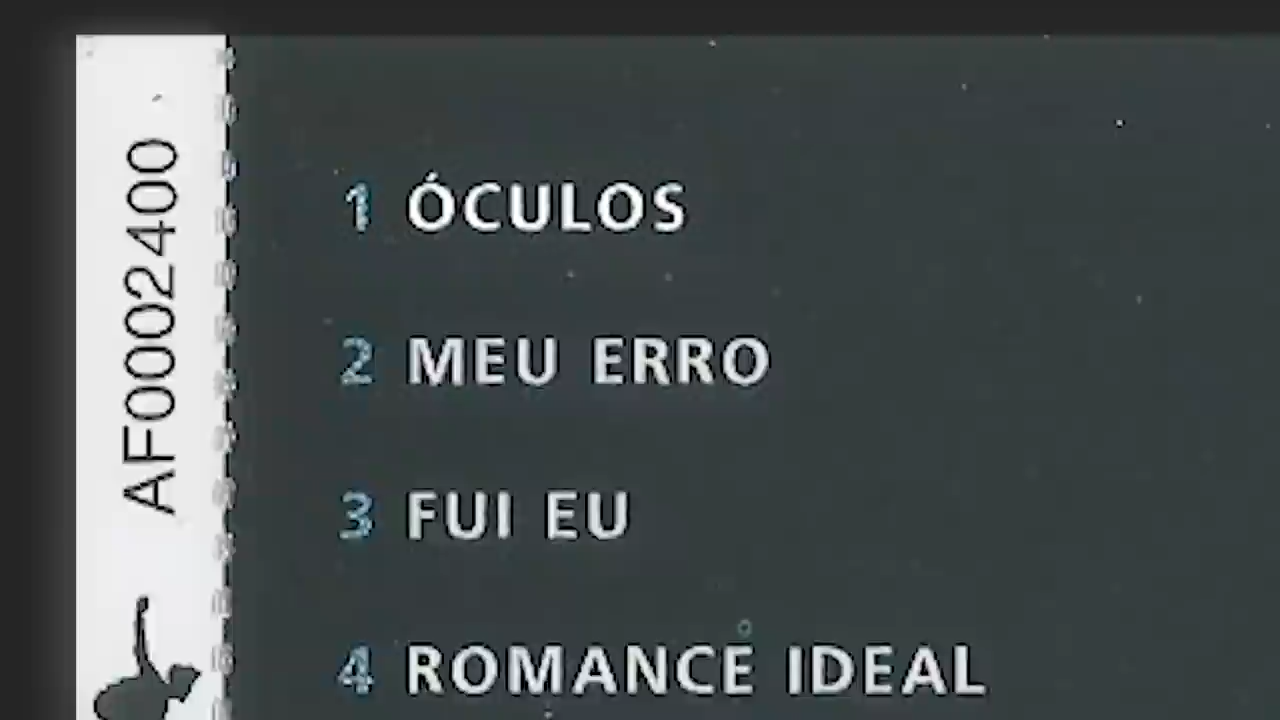 AF0002400
1 ÓCULOS
2 MEU ERRO
3 FUI EU
4 ROMANCE IDEAL